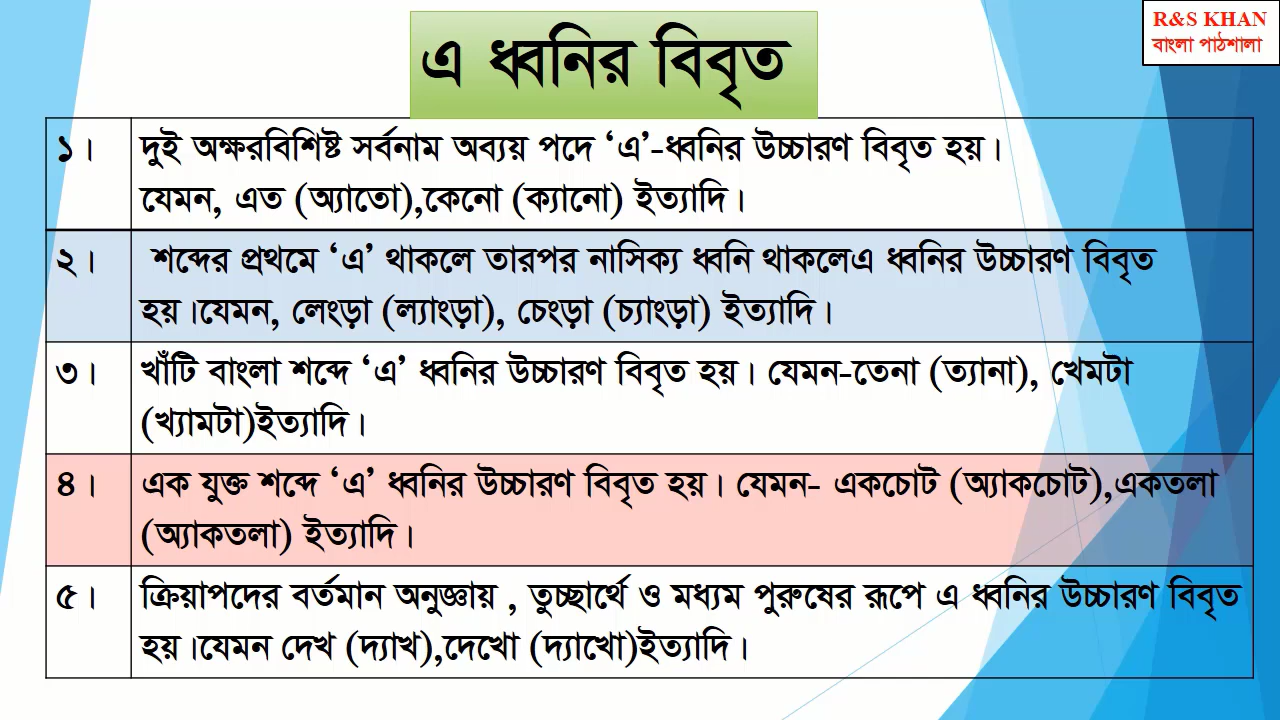 R&S KHAN
বাংলা পাঠশালা
এ ধ্বনির বিবৃত
১। দুই অক্ষরবিশিষ্ট সর্বনাম অব্যয় পদে ‘এ’-ধ্বনির উচ্চারণ বিবৃত হয়।
যেমন, এত (অ্যাতো),কেনো (ক্যানো) ইত্যাদি।
২। শব্দের প্রথমে ‘এ’ থাকলে তারপর নাসিক্য ধ্বনি থাকলেএ ধ্বনির উচ্চারণ বিবৃত
হয়।যেমন, লেংড়া (ল্যাংড়া), চেংড়া (চ্যাংড়া) ইত্যাদি।
৩। খাঁটি বাংলা শব্দে ‘এ’ ধ্বনির উচ্চারণ বিবৃত হয়। যেমন-তেনা (ত্যানা), খেমটা
(খ্যামটা)ইত্যাদি।
৪। এক যুক্ত শব্দে ‘এ’ ধ্বনির উচ্চারণ বিবৃত হয়। যেমন- একচোট (অ্যাকচোট),একতলা
(অ্যাকতলা) ইত্যাদি।
৫। ক্রিয়াপদের বর্তমান অনুজ্ঞায় , তুচ্ছার্থে ও মধ্যম পুরুষের রূপে এ ধ্বনির উচ্চারণ বিবৃত
হয়।যেমন দেখ (দ্যাখ),দেখো (দ্যাখো)ইত্যাদি।